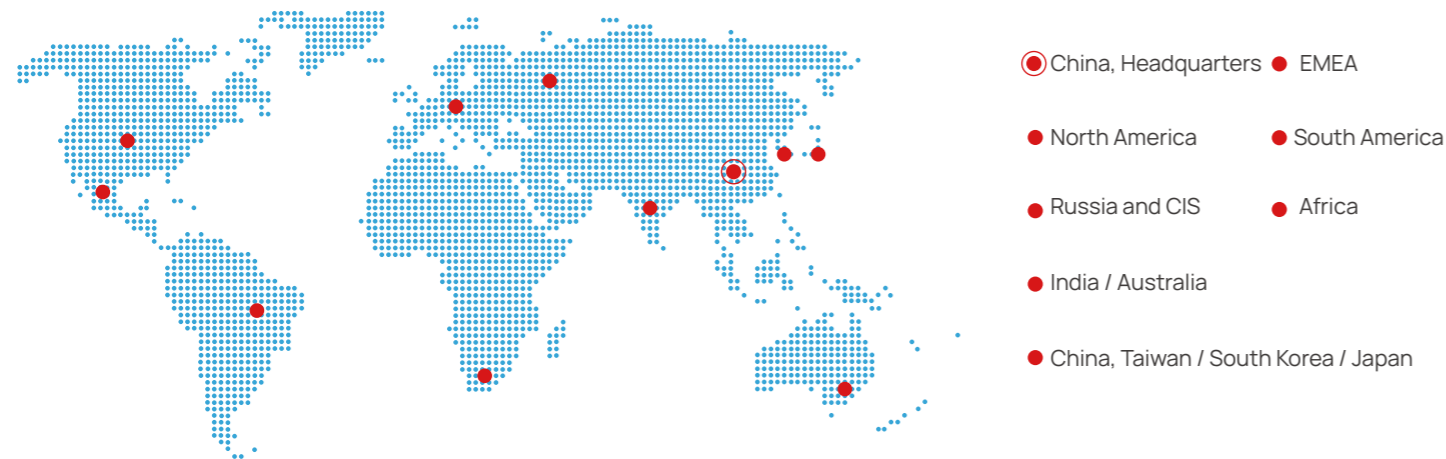 China, Headquarters
EMEA
North America
South America
Russia and CIS
Africa
India / Australia
China, Taiwan / South Korea / Japan